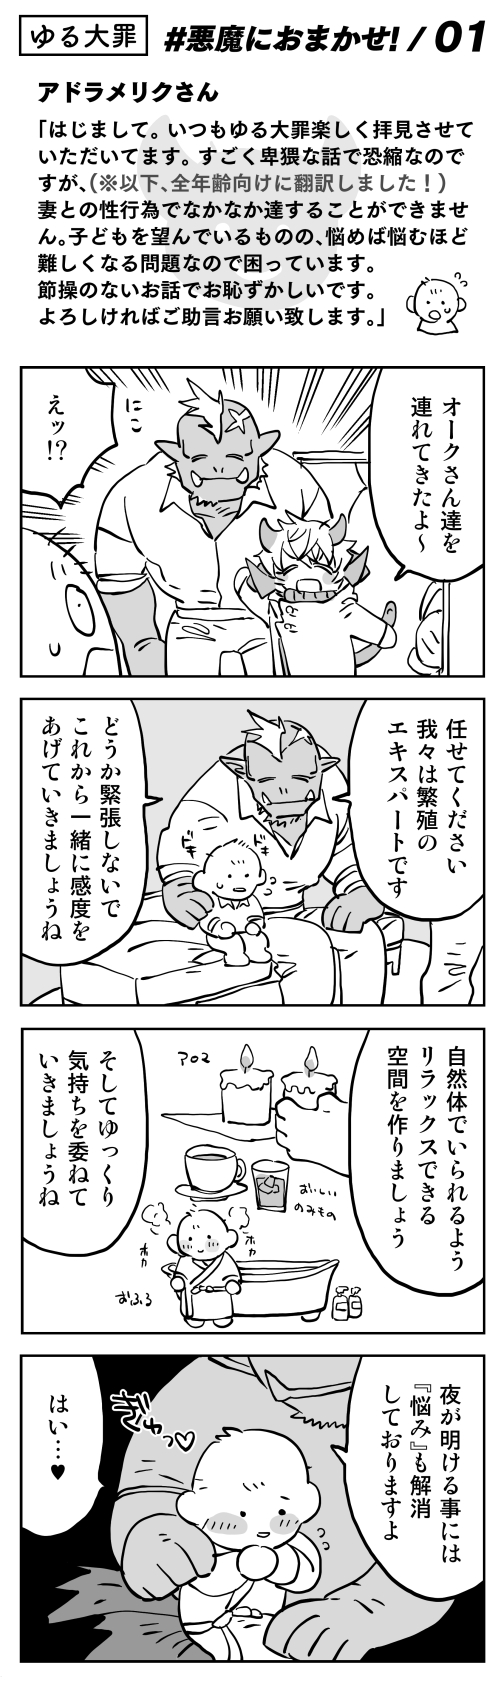 ゆる大罪
#悪魔におまかせ!/01
アドラメリクさん
「はじまして。いつもゆる大罪楽しく拝見させて
いただいてます。すごく卑猥な話で恐縮なので
すが、(※以下、全年齢向けに翻訳しました!)
妻との性行為でなかなか達することができませ
ん。子どもを望んでいるものの、悩めば悩むほど
難しくなる問題なので困っています。
節操のないお話でお恥ずかしいです。
よろしければご助言お願い致します。」
オークさん達を
連れてきたよ〜
にこ
えッ!?
任せてください
我々は繁殖の
エキスパートです
ドキ
ドキ
どうか緊張しないで
これから一緒に感度を
あげていきましょうね
自然体でいられるよう
リラックスできる
空間を作りましょう
アロマ
おいしい
のみもの
ホカ
ホカ
おふろ
そしてゆっくり
気持ちを委ねて
いきましょうね
夜が明ける事には
『悩み』も解消
しておりますよ
ぎゅっ♡
はい…♥